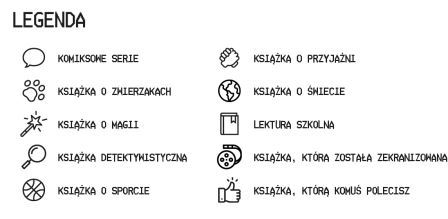 LEGENDA
KOMIKSOWE SERIE
KSIĄŻKA O ZWIERZAKACH
KSIĄŻKA O MAGII
KSIĄŻKA DETEKTYWISTYCZNA
KSIĄŻKA O SPORCIE
KSIĄŻKA O PRZYJAŹNI
KSIĄŻKA O ŚWIECIE
LEKTURA SZKOLNA
KSIĄŻKA, KTÓRA ZOSTAŁA ZEKRANIZOWANA
KSIĄŻKA, KTÓRĄ KOMUŚ POLECISZ